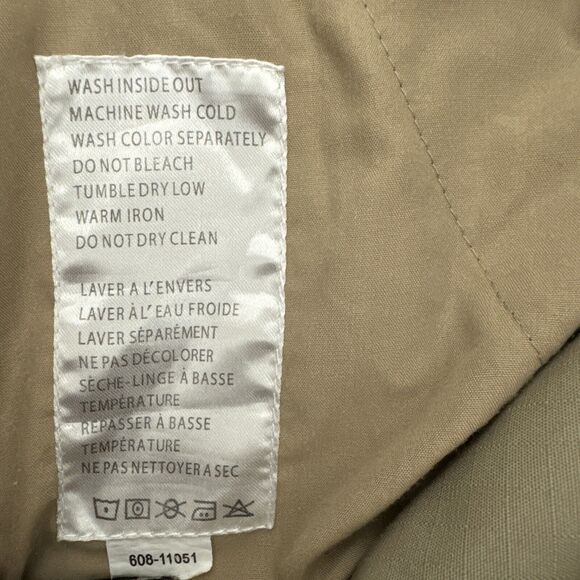 WASH INSIDE OUT
MACHINE WASH COLD
WASH COLOR SEPARATELY
DO NOT BLEACH
TUMBLE DRY LOW
WARM IRON
DO NOT DRY CLEAN
LAVER A L'ENVERS
LAVER À L'EAU FROIDE
LAVER SÉPARÉMENT
NE PAS DÉCOLORER
SÈCHE-LINGE À BASSE
TEMPÉRATURE
REPASSER À BASSE
TEMPÉRATURE
NE PAS NETTOYER A SEC
608-11051